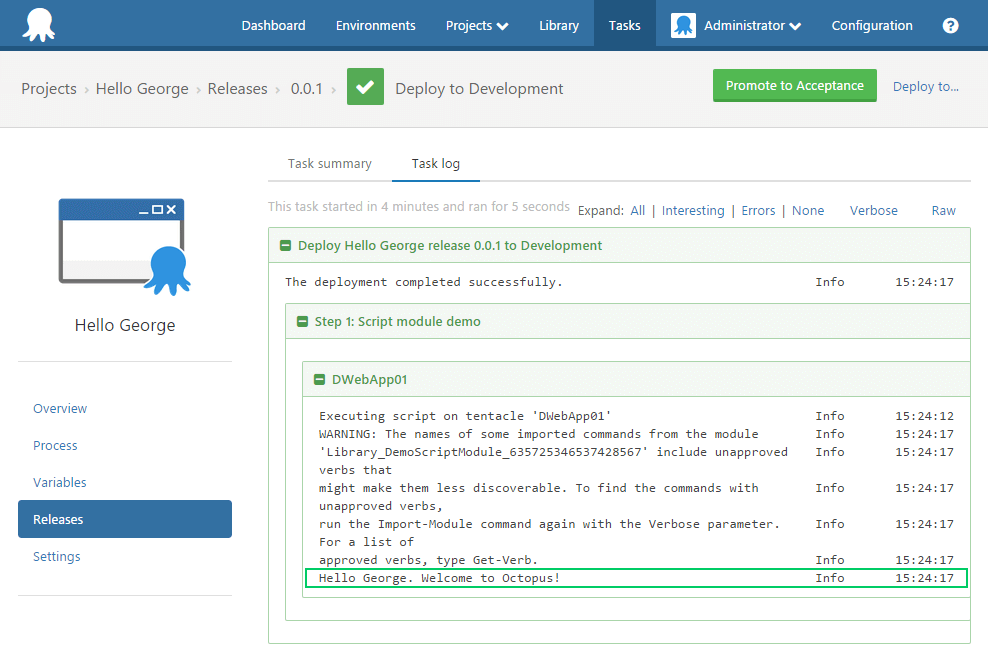 Dashboard Environments Projects Library Tasks Administrator Configuration ?
Projects › Hello George › Releases › 0.0.1 › Deploy to Development Promote to Acceptance Deploy to...
Task summary Task log
This task started in 4 minutes and ran for 5 seconds Expand: All | Interesting | Errors | None Verbose Raw
Hello George
Overview
Process
Variables
Releases
Settings
Deploy Hello George release 0.0.1 to Development
The deployment completed successfully. Info 15:24:17
Step 1: Script module demo
DWebApp01
Executing script on tentacle 'DWebApp01' Info 15:24:12
WARNING: The names of some imported commands from the module Info 15:24:17
'Library_DemoScriptModule_635725346537428567' include unapproved Info 15:24:17
verbs that
might make them less discoverable. To find the commands with Info 15:24:17
unapproved verbs,
run the Import-Module command again with the Verbose parameter. Info 15:24:17
For a list of
approved verbs, type Get-Verb. Info 15:24:17
Hello George. Welcome to Octopus! Info 15:24:17